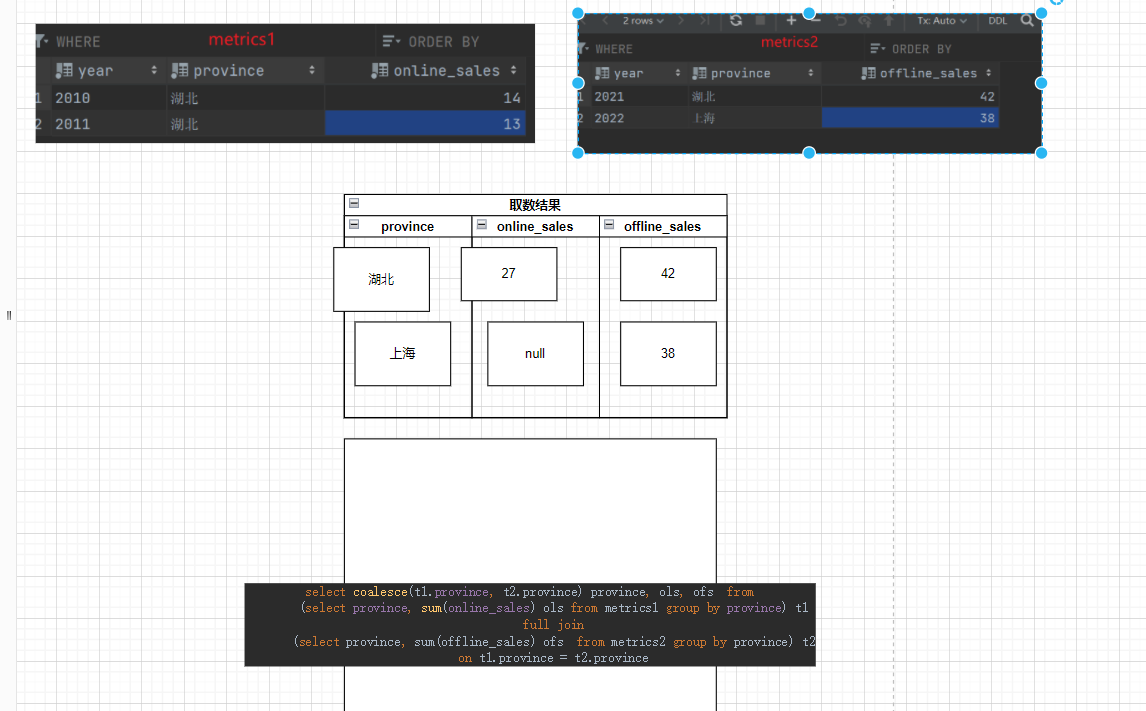 WHERE
metrics1
ORDER BY
year
province
online_sales
1
2010
湖北
14
2
2011
湖北
13
2 rows
Tx: Auto
DDL
WHERE
metrics2
ORDER BY
year
province
offline_sales
1
2021
湖北
42
2
2022
上海
38
取数结果
province
online_sales
offline_sales
湖北
27
42
上海
null
38
select coalesce(t1.province, t2.province) province, ols, ofs from
(select province, sum(online_sales) ols from metrics1 group by province) t1
full join
(select province, sum(offline_sales) ofs from metrics2 group by province) t2
on t1.province = t2.province